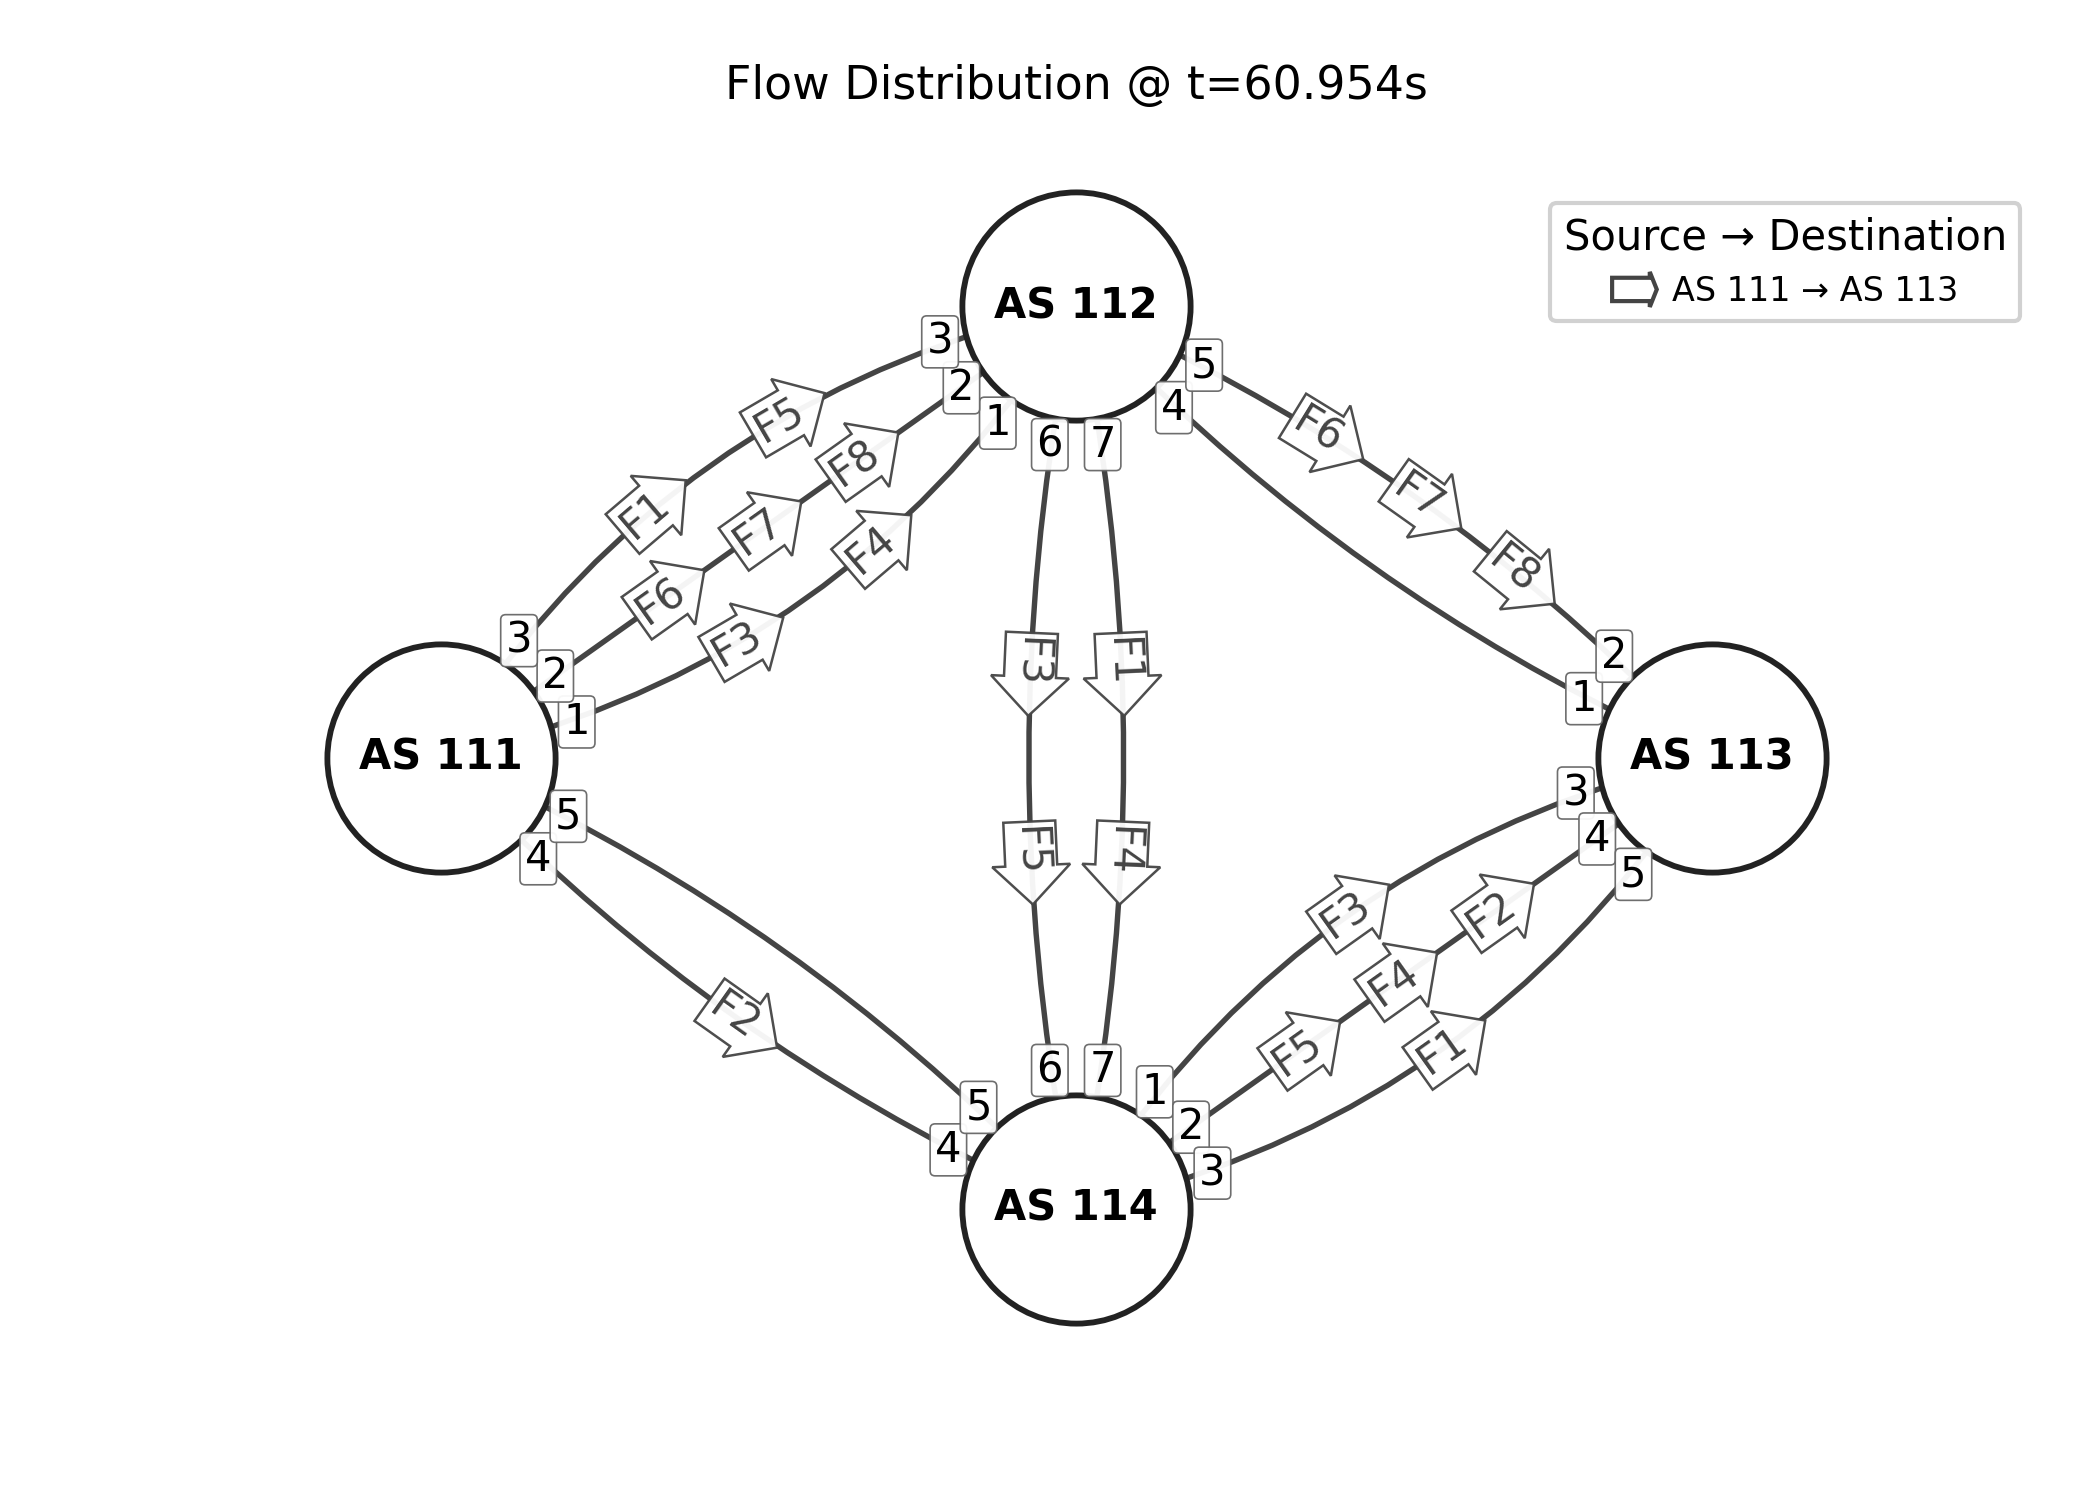 Flow Distribution @ t=60.954s
Source → Destination
AS 111 → AS 113
AS 112
3
2
1
6
7
4
5
F5
F1
F8
F7
F6
F4
F3
F6
F7
F8
3
2
1
AS 111
5
4
F3
F1
F5
F4
2
1
AS 113
3
4
5
F2
F3
F2
F4
F5
F1
6
7
5
4
1
2
3
AS 114